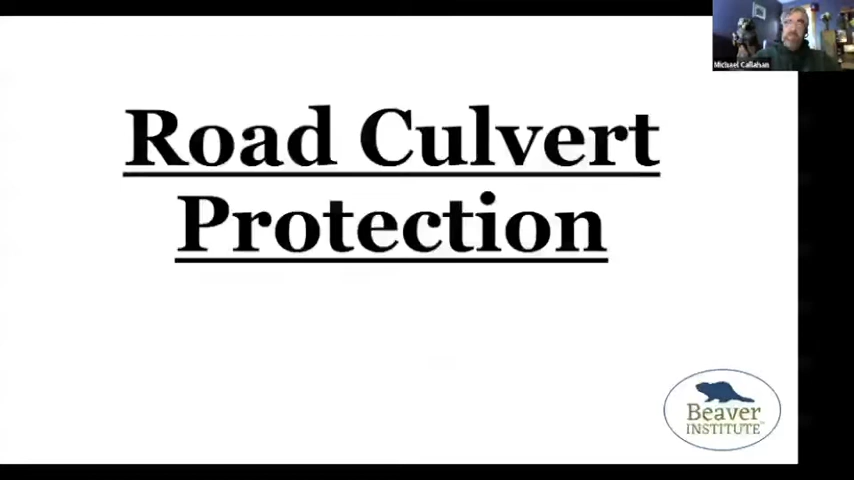 Michael Callahan
Road Culvert
Protection
Beaver
INSTITUTE